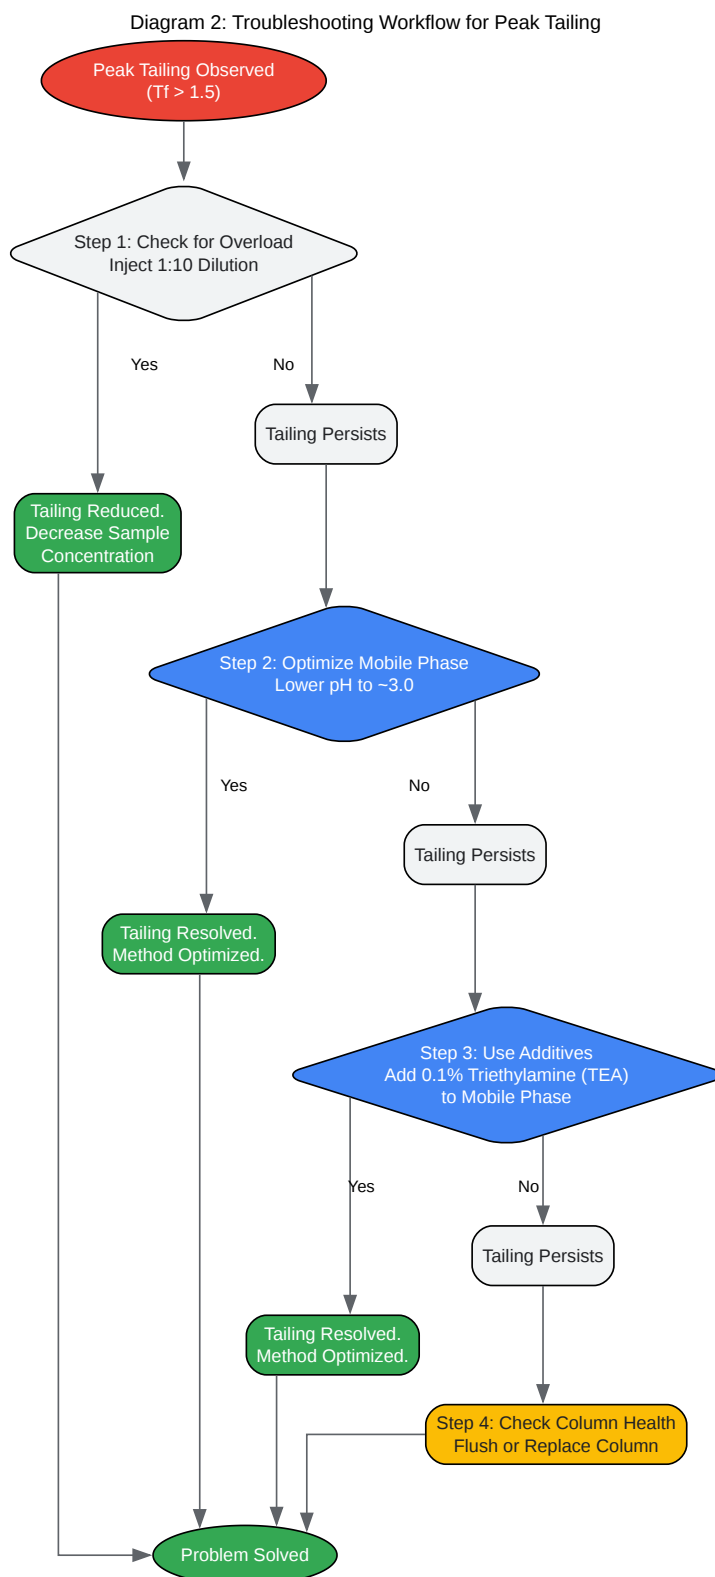 Diagram 2: Troubleshooting Workflow for Peak Tailing
Peak Tailing Observed
(Tf > 1.5)
Step 1: Check for Overload
Inject 1:10 Dilution
Yes
No
Tailing Persists
Tailing Reduced.
Decrease Sample
Concentration
Step 2: Optimize Mobile Phase
Lower pH to ~3.0
Yes
No
Tailing Persists
Tailing Resolved.
Method Optimized.
Step 3: Use Additives
Add 0.1% Triethylamine (TEA)
to Mobile Phase
Yes
No
Tailing Persists
Tailing Resolved.
Method Optimized.
Step 4: Check Column Health
Flush or Replace Column
Problem Solved